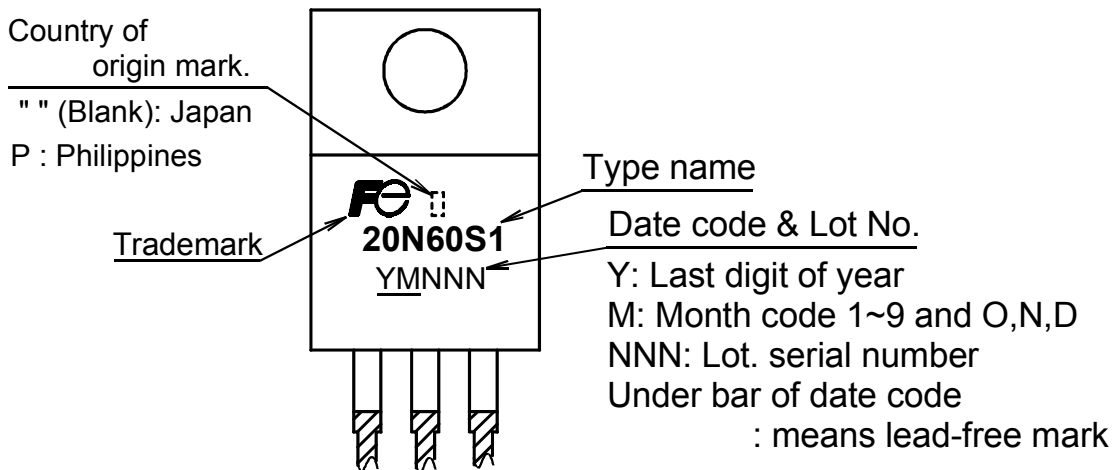 Country of
origin mark.
" " (Blank): Japan
P : Philippines
Trademark
Fe
20N60S1
YMNNN
Type name
Date code & Lot No.
Y: Last digit of year
M: Month code 1~9 and O,N,D
NNN: Lot. serial number
Under bar of date code
: means lead-free mark